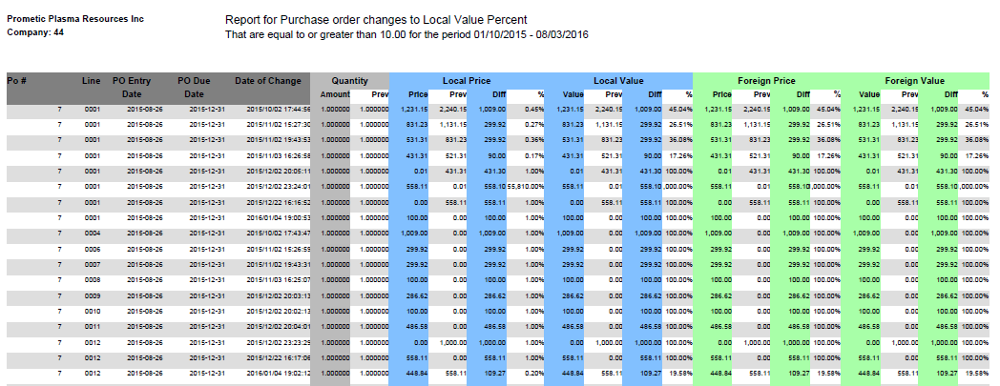 Prometic Plasma Resources Inc
Company: 44
Report for Purchase order changes to Local Value Percent
That are equal to or greater than 10.00 for the period 01/10/2015 - 08/03/2016
Po # Line PO Entry Date PO Due Date Date of Change Quantity Local Price Local Value Foreign Price Foreign Value
Amount Prev Price Prev Diff % Value Prev Diff % Price Prev Diff % Value Prev Diff %
7 0001 2015-08-26 2015-12-31 2015/10/02 17:44:56 1.000000 1.000000 1,231.15 2,240.15 1,009.00 0.45% 1,231.15 2,240.15 1,009.00 45.04% 1,231.15 2,240.15 1,009.00 45.04% 1,231.15 2,240.15 1,009.00 45.04%
7 0001 2015-08-26 2015-12-31 2015/11/02 15:27:30 1.000000 1.000000 831.23 1,131.15 299.92 0.27% 831.23 1,131.15 299.92 26.51% 831.23 1,131.15 299.92 26.51% 831.23 1,131.15 299.92 26.51%
7 0001 2015-08-26 2015-12-31 2015/11/02 19:43:53 1.000000 1.000000 531.31 831.23 299.92 0.36% 531.31 831.23 299.92 36.08% 531.31 831.23 299.92 36.08% 531.31 831.23 299.92 36.08%
7 0001 2015-08-26 2015-12-31 2015/11/03 16:26:58 1.000000 1.000000 431.31 521.31 90.00 0.17% 431.31 521.31 90.00 17.26% 431.31 521.31 90.00 17.26% 431.31 521.31 90.00 17.26%
7 0001 2015-08-26 2015-12-31 2015/12/02 20:05:11 1.000000 1.000000 0.01 431.31 431.30 1.00% 0.01 431.31 431.30 100.00% 0.01 431.31 431.30 100.00% 0.01 431.31 431.30 100.00%
7 0001 2015-08-26 2015-12-31 2015/12/02 23:24:01 1.000000 1.000000 558.11 0.01 558.10 55,810.00% 558.11 0.01 558.10 ,000.00% 558.11 0.01 558.10 ,000.00% 558.11 0.01 558.10 ,000.00%
7 0001 2015-08-26 2015-12-31 2015/12/22 16:16:52 1.000000 1.000000 0.00 558.11 558.11 1.00% 0.00 558.11 558.11 100.00% 0.00 558.11 558.11 100.00% 0.00 558.11 558.11 100.00%
7 0001 2015-08-26 2015-12-31 2016/01/04 19:00:53 1.000000 1.000000 100.00 0.00 100.00 1.00% 100.00 0.00 100.00 100.00% 100.00 0.00 100.00 100.00% 100.00 0.00 100.00 100.00%
7 0004 2015-08-26 2015-12-31 2015/10/02 17:43:47 1.000000 1.000000 1,009.00 0.00 1,009.00 1.00% 1,009.00 0.00 1,009.00 100.00% 1,009.00 0.00 1,009.00 100.00% 1,009.00 0.00 1,009.00 100.00%
7 0006 2015-08-26 2015-12-31 2015/11/02 15:26:59 1.000000 1.000000 299.92 0.00 299.92 1.00% 299.92 0.00 299.92 100.00% 299.92 0.00 299.92 100.00% 299.92 0.00 299.92 100.00%
7 0007 2015-08-26 2015-12-31 2015/11/02 19:43:31 1.000000 1.000000 299.92 0.00 299.92 1.00% 299.92 0.00 299.92 100.00% 299.92 0.00 299.92 100.00% 299.92 0.00 299.92 100.00%
7 0008 2015-08-26 2015-12-31 2015/11/03 16:25:07 1.000000 1.000000 100.00 0.00 100.00 1.00% 100.00 0.00 100.00 100.00% 100.00 0.00 100.00 100.00% 100.00 0.00 100.00 100.00%
7 0009 2015-08-26 2015-12-31 2015/12/02 20:03:13 1.000000 1.000000 286.62 0.00 286.62 1.00% 286.62 0.00 286.62 100.00% 286.62 0.00 286.62 100.00% 286.62 0.00 286.62 100.00%
7 0010 2015-08-26 2015-12-31 2015/12/02 20:02:13 1.000000 1.000000 100.00 0.00 100.00 1.00% 100.00 0.00 100.00 100.00% 100.00 0.00 100.00 100.00% 100.00 0.00 100.00 100.00%
7 0011 2015-08-26 2015-12-31 2015/12/02 20:04:01 1.000000 1.000000 486.58 0.00 486.58 1.00% 486.58 0.00 486.58 100.00% 486.58 0.00 486.58 100.00% 486.58 0.00 486.58 100.00%
7 0012 2015-08-26 2015-12-31 2015/12/02 23:23:29 1.000000 1.000000 0.00 1,000.00 1,000.00 1.00% 0.00 1,000.00 1,000.00 100.00% 0.00 1,000.00 1,000.00 100.00% 0.00 1,000.00 1,000.00 100.00%
7 0012 2015-08-26 2015-12-31 2015/12/22 16:17:06 1.000000 1.000000 558.11 0.00 558.11 1.00% 558.11 0.00 558.11 100.00% 558.11 0.00 558.11 100.00% 558.11 0.00 558.11 100.00%
7 0012 2015-08-26 2015-12-31 2016/01/04 19:02:12 1.000000 1.000000 448.84 558.11 109.27 0.20% 448.84 558.11 109.27 19.58% 448.84 558.11 109.27 19.58% 448.84 558.11 109.27 19.58%